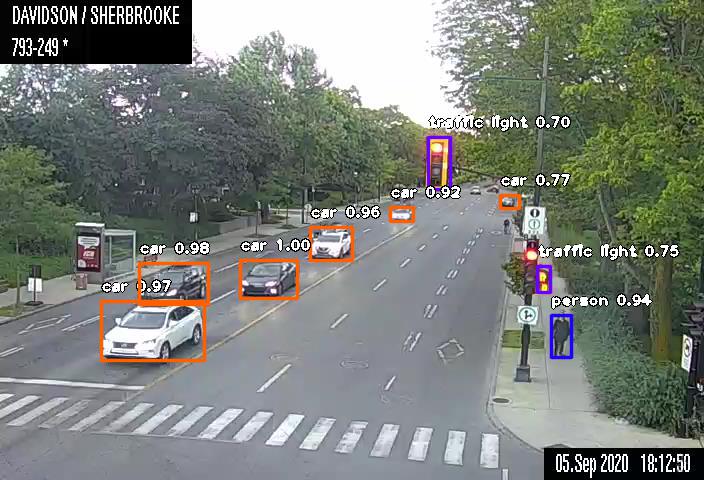 DAVIDSON / SHERBROOKE
793-249 *
traffic light 0.70
car 0.77
car 0.92
car 0.96
car 1.00
car 0.98
traffic light 0.75
car 0.97
person 0.94
05.Sep 2020 18:12:50